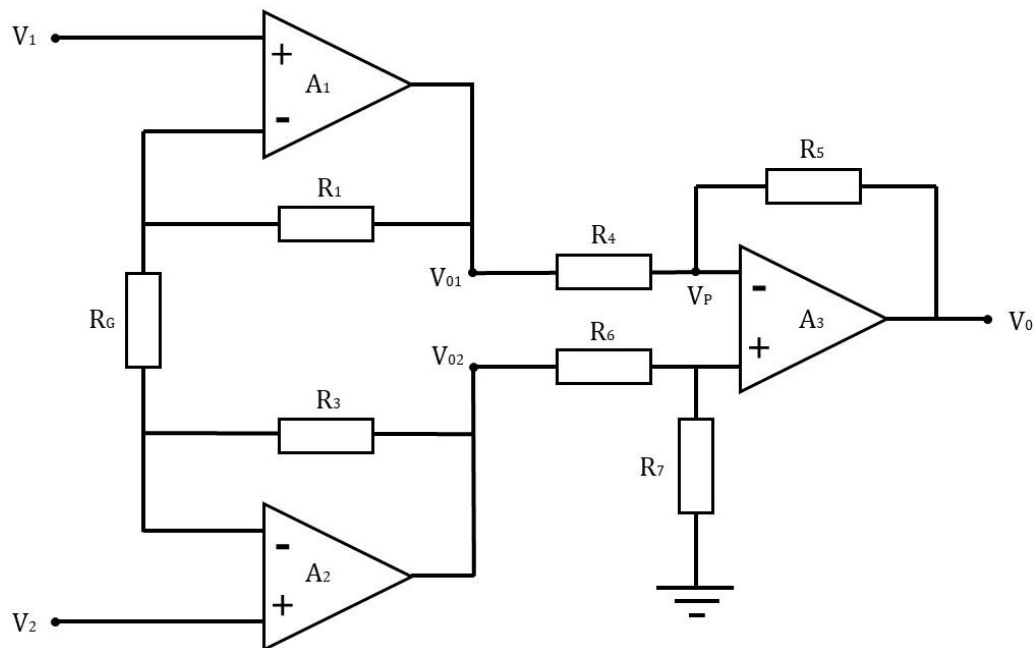 V₁
+
A₁
-
R₁
R₅
R₄
V₀₁
V_P
-
R_G
A₃
V₀
R₆
+
V₀₂
R₃
R₇
-
A₂
+
V₂